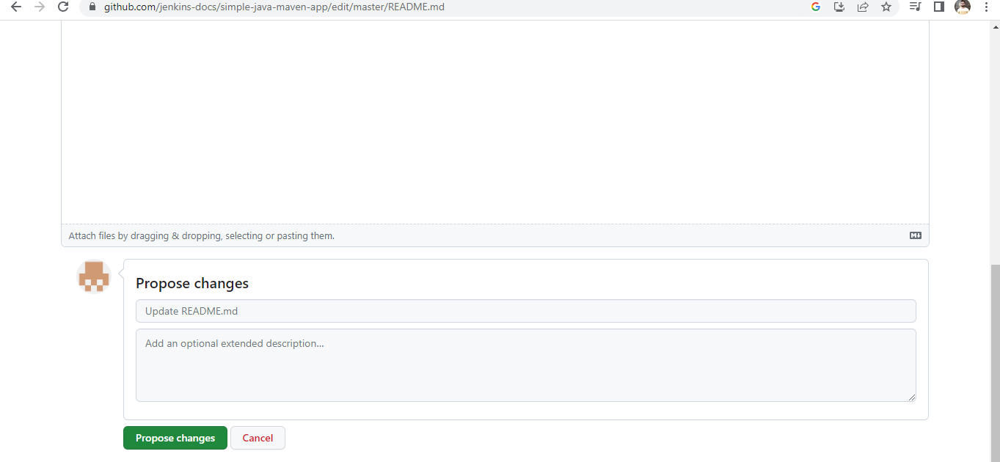 github.com/jenkins-docs/simple-java-maven-app/edit/master/README.md
Attach files by dragging & dropping, selecting or pasting them.
Propose changes
Update README.md
Add an optional extended description...
Propose changes
Cancel